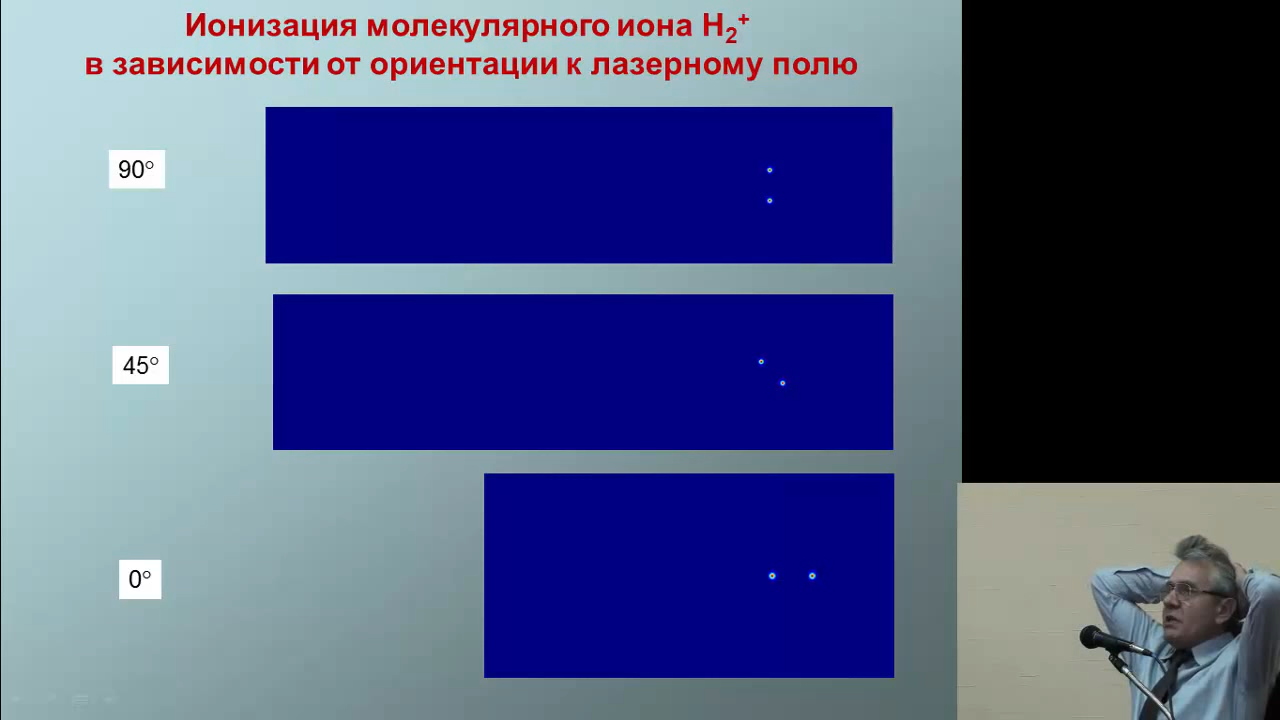 Ионизация молекулярного иона H₂⁺
в зависимости от ориентации к лазерному полю
90°
45°
0°